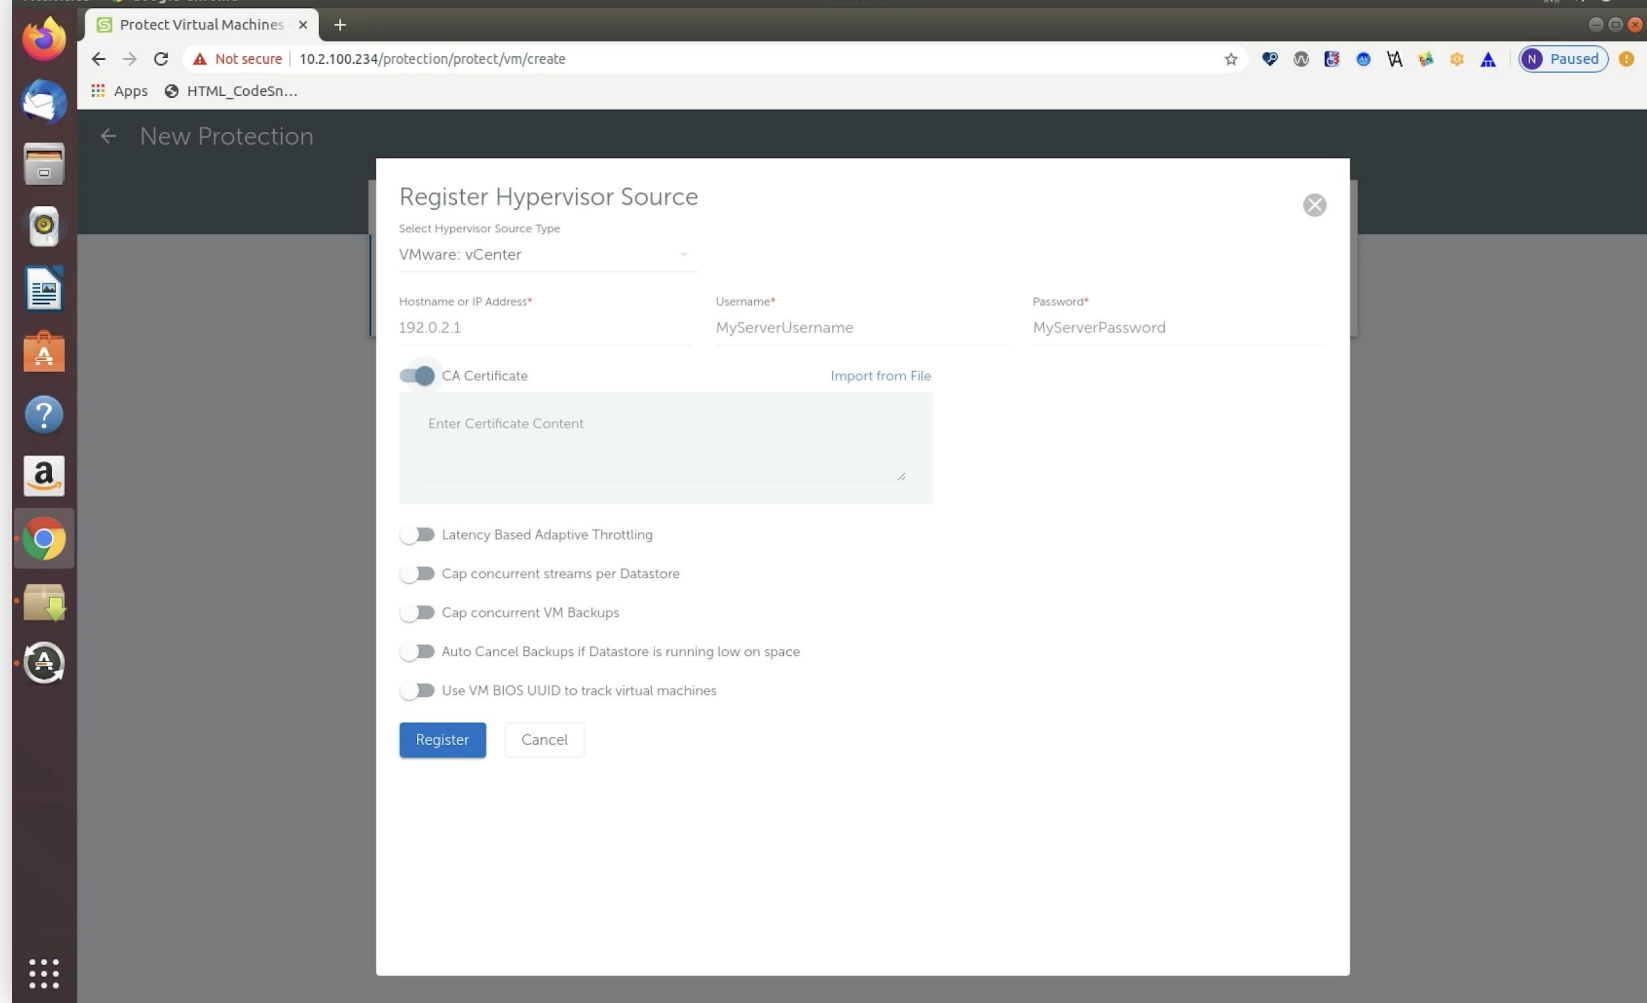 Protect Virtual Machines
Not secure | 10.2.100.234/protection/protect/vm/create
N Paused
Apps HTML_CodeSn...
New Protection
Register Hypervisor Source
Select Hypervisor Source Type
VMware: vCenter
Hostname or IP Address* Username* Password*
192.0.2.1 MyServerUsername MyServerPassword
CA Certificate Import from File
Enter Certificate Content
Latency Based Adaptive Throttling
Cap concurrent streams per Datastore
Cap concurrent VM Backups
Auto Cancel Backups if Datastore is running low on space
Use VM BIOS UUID to track virtual machines
Register Cancel